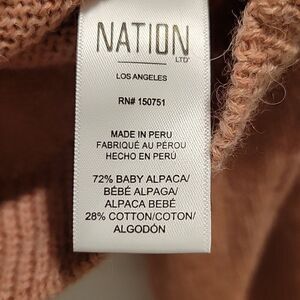 NATION
LTD
LOS ANGELES
RN# 150751
MADE IN PERU
FABRIQUÉ AU PÉROU
HECHO EN PERÚ
72% BABY ALPACA/
BÉBÉ ALPAGA/
ALPACA BEBÉ
28% COTTON/COTON/
ALGODÓN